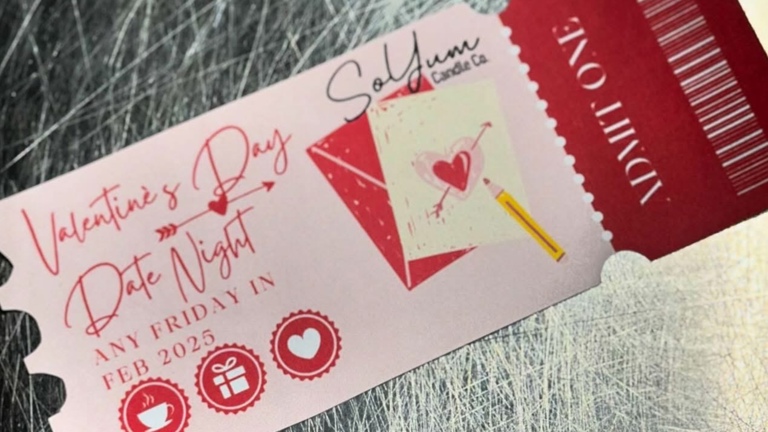 SoYum
Candle Co.
Valentine's Day
Date Night
ANY FRIDAY IN
FEB 2025
ADMIT ONE